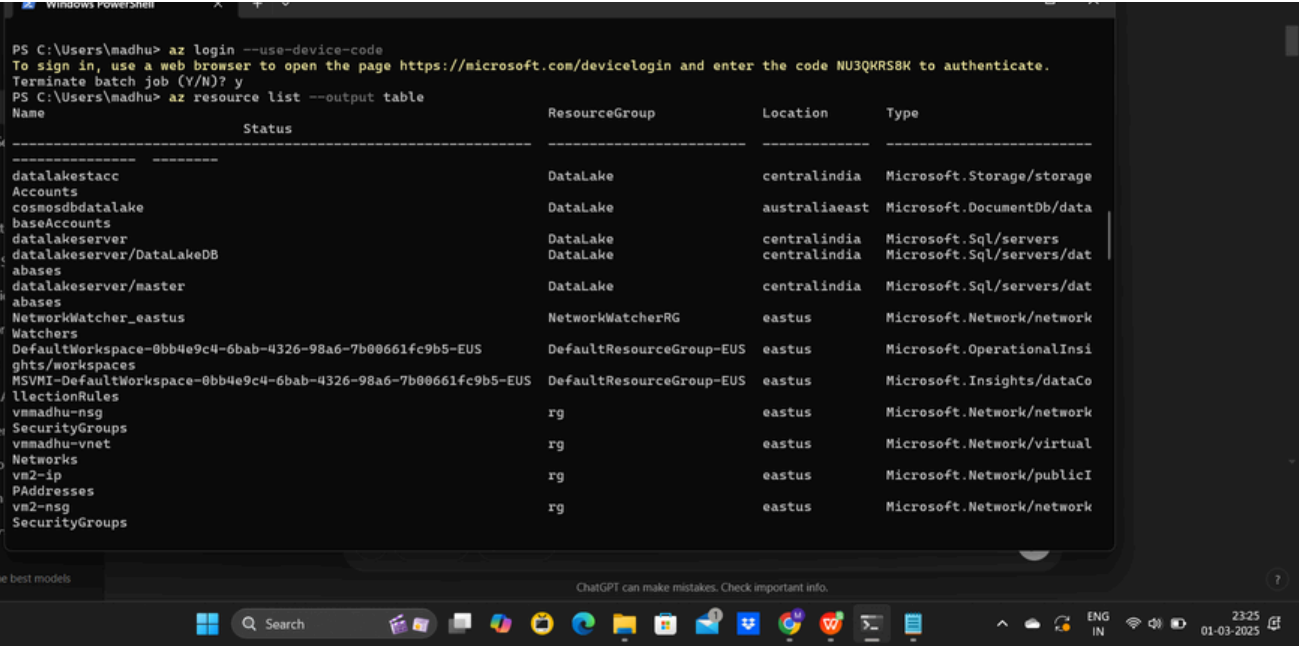 Windows PowerShell
PS C:\Users\madhu> az login --use-device-code
To sign in, use a web browser to open the page https://microsoft.com/devicelogin and enter the code NU3QKRS8K to authenticate.
Terminate batch job (Y/N)? y
PS C:\Users\madhu> az resource list --output table
Name ResourceGroup Location Type
Status
--------------------------------------------------------------- ------------------------ ------------- -------------------------
--------------- --------
datalakestacc DataLake centralindia Microsoft.Storage/storage
Accounts
cosmosdbdatalake DataLake australiaeast Microsoft.DocumentDb/data
baseAccounts
datalakeserver DataLake centralindia Microsoft.Sql/servers
datalakeserver/DataLakeDB DataLake centralindia Microsoft.Sql/servers/dat
abases
datalakeserver/master DataLake centralindia Microsoft.Sql/servers/dat
abases
NetworkWatcher_eastus NetworkWatcherRG eastus Microsoft.Network/network
Watchers
DefaultWorkspace-0bb4e9c4-6bab-4326-98a6-7b00661fc9b5-EUS DefaultResourceGroup-EUS eastus Microsoft.OperationalInsi
ghts/workspaces
MSVMI-DefaultWorkspace-0bb4e9c4-6bab-4326-98a6-7b00661fc9b5-EUS DefaultResourceGroup-EUS eastus Microsoft.Insights/dataCo
llectionRules
vmmadhu-nsg rg eastus Microsoft.Network/network
SecurityGroups
vmmadhu-vnet rg eastus Microsoft.Network/virtual
Networks
vm2-ip rg eastus Microsoft.Network/publicI
PAddresses
vm2-nsg rg eastus Microsoft.Network/network
SecurityGroups
best models
ChatGPT can make mistakes. Check important info.
?
Search
1
ENG
IN
23:25
01-03-2025